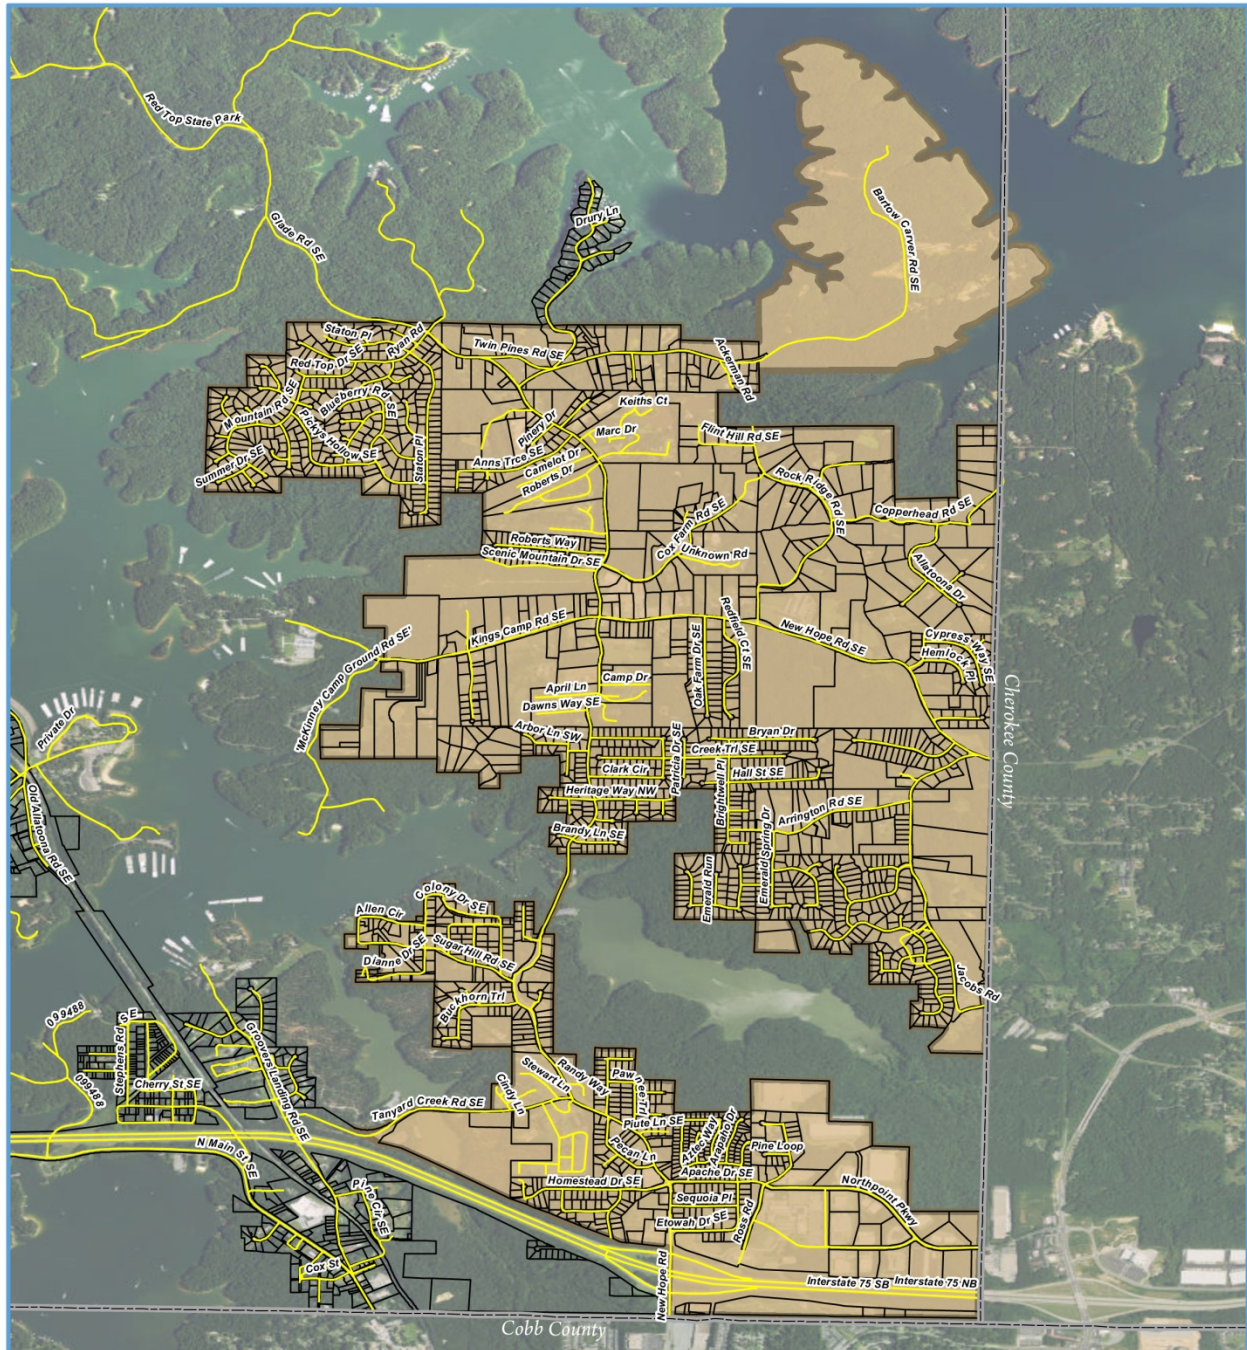 Red Top State Park
Drury Ln
Bartow Carver Rd SE
Glade Rd SE
Staton Pl
Ryan Rd
Twin Pines Rd SE
Ackerman Rd
Red Top Dr SE
Mountain Rd SE
Blueberry Rd SE
Keiths Ct
Pickys Hollow SE
Pinery Dr
Marc Dr
Flint Hill Rd SE
Staton Pl
Anns Trce SE
Camelot Dr
Summer Dr SE
Roberts Dr
Rock Ridge Rd SE
Copperhead Rd SE
Cox Farm Rd SE
Roberts Way
Unknown Rd
Scenic Mountain Dr SE
Allatoona Dr
Kings Camp Rd SE
Redfield Ct SE
New Hope Rd SE
Cypress Way SE
Hemlock Pl
'McKinney Camp Ground Rd SE'
Oak Farm Dr SE
Camp Dr
April Ln
Dawns Way SE
Cherokee County
Private Dr
Arbor Ln SW
Patricia Dr SE
Bryan Dr
Creek Trl SE
Clark Cir
Hall St SE
Heritage Way NW
Brightwell Pl
Old Allatoona Rd SE
Brandy Ln SE
Arrington Rd SE
Emerald Spring Dr
Emerald Run
Colony Dr SE
Allen Cir
Dianne Dr SE
Sugar Hill Rd SE
Jacobs Rd
Buckhorn Trl
099488
Stephens Rd SE
Groovers Landing Rd SE
Cherry St SE
099488
Stewart Ln
Randy Way
Pawnee Trl
Cindy Ln
Tanyard Creek Rd SE
Piute Ln SE
Aztec Way
Arapaho Dr
N Main St SE
Pecan Ln
Pine Loop
Apache Dr SE
Homestead Dr SE
Pine Cir SE
Sequoia Pl
Northpoint Pkwy
Etowah Dr SE
Ross Rd
Cox St
New Hope Rd
Interstate 75 SB
Interstate 75 NB
Cobb County